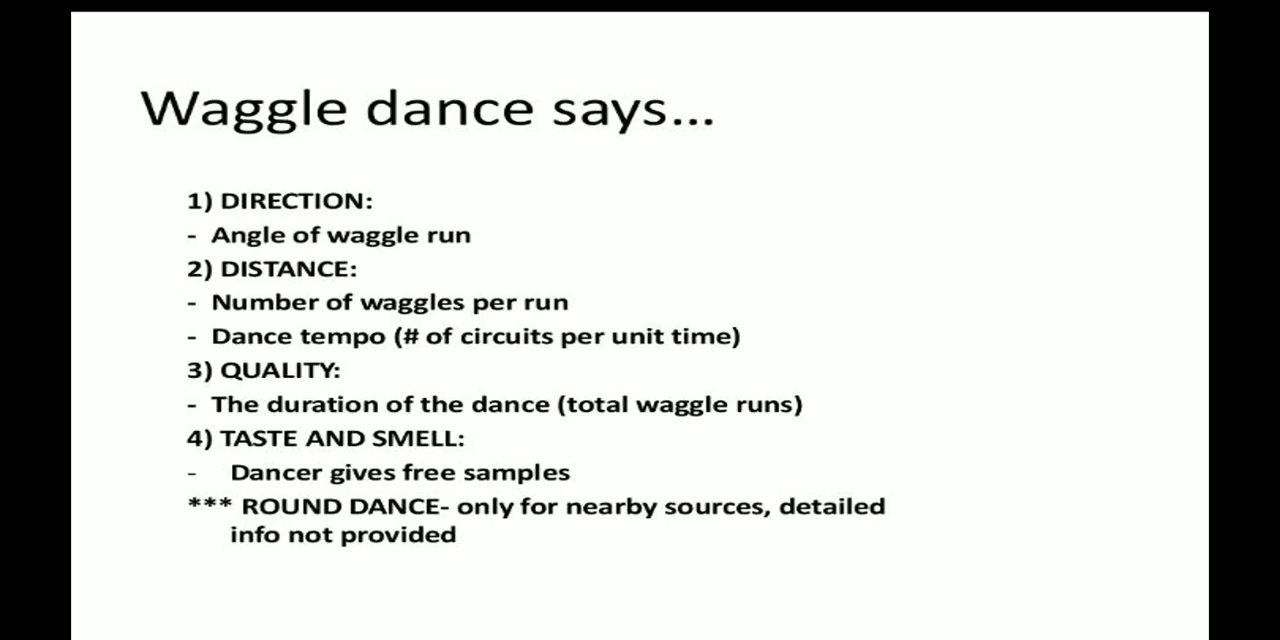 Waggle dance says...
1) DIRECTION:
- Angle of waggle run
2) DISTANCE:
- Number of waggles per run
- Dance tempo (# of circuits per unit time)
3) QUALITY:
- The duration of the dance (total waggle runs)
4) TASTE AND SMELL:
- Dancer gives free samples
*** ROUND DANCE- only for nearby sources, detailed
info not provided